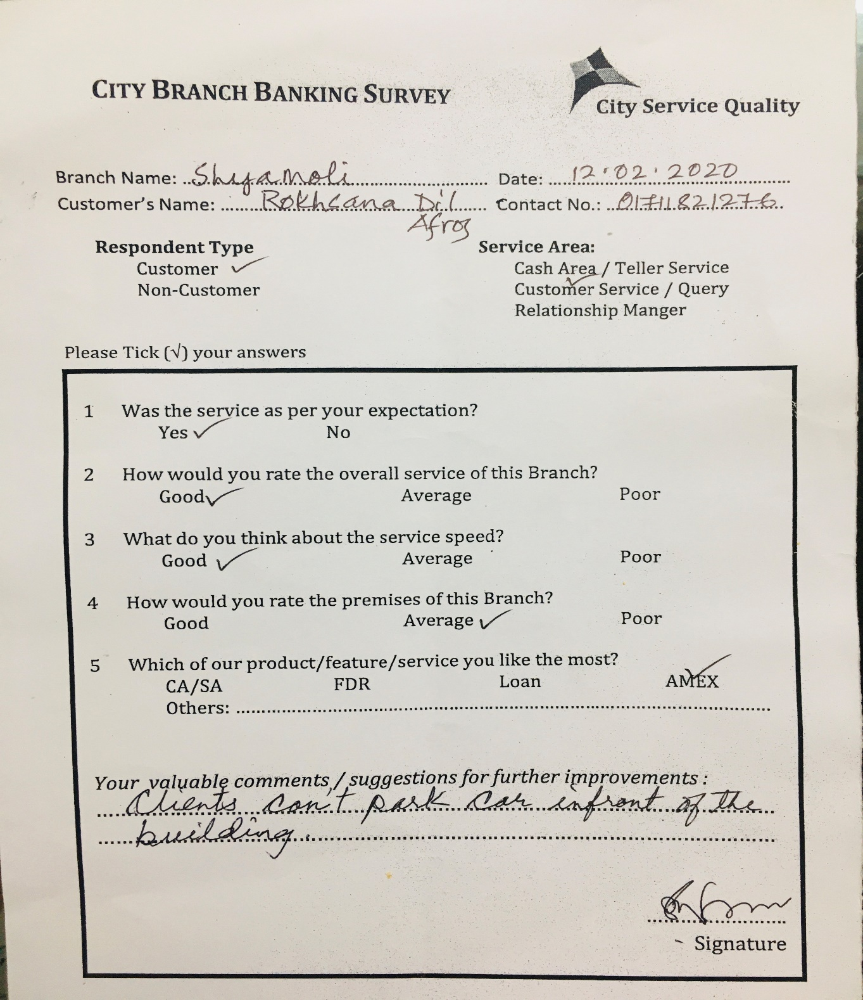 CITY BRANCH BANKING SURVEY
City Service Quality
Branch Name: ..Shyamoli.............................. Date: ....12.02.2020..............
Customer's Name: ........Rokhsana Dil...... Contact No.: ..01711821276..
Afroz
Respondent Type Service Area:
Customer ✓ Cash Area / Teller Service
Non-Customer ✓ Customer Service / Query
Relationship Manger
Please Tick (√) your answers
1 Was the service as per your expectation?
Yes ✓ No
2 How would you rate the overall service of this Branch?
Good ✓ Average Poor
3 What do you think about the service speed?
Good ✓ Average Poor
4 How would you rate the premises of this Branch?
Good Average ✓ Poor
5 Which of our product/feature/service you like the most?
CA/SA FDR Loan AMEX ✓
Others: ........................................................................
Your valuable comments / suggestions for further improvements :
....Clients can't park car infront of the..
......building.................................................
Signature